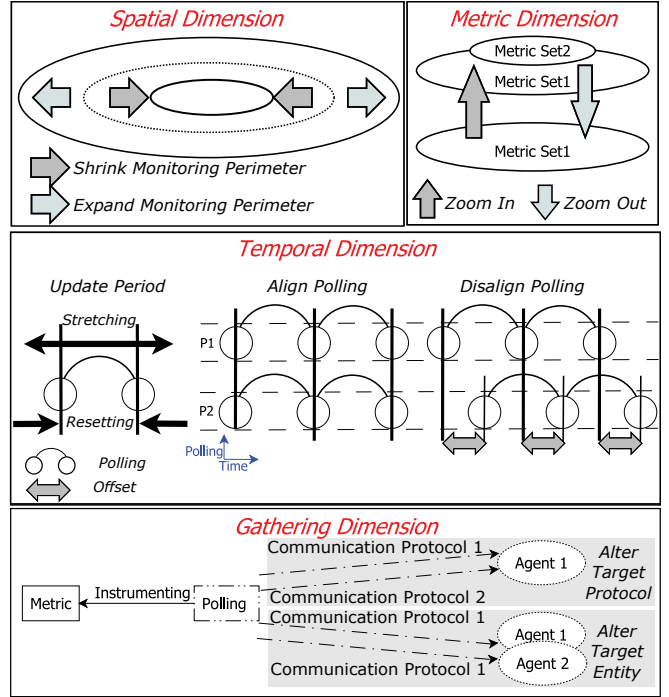 Spatial Dimension
Shrink Monitoring Perimeter
Expand Monitoring Perimeter
Metric Dimension
Metric Set2
Metric Set1
Metric Set1
Zoom In
Zoom Out
Temporal Dimension
Update Period
Stretching
Resetting
Polling
Offset
Align Polling
Disalign Polling
P1
P2
Polling
Time
Gathering Dimension
Metric
Instrumenting
Polling
Communication Protocol 1
Communication Protocol 2
Agent 1
Alter
Target
Protocol
Communication Protocol 1
Communication Protocol 1
Agent 1
Agent 2
Alter
Target
Entity